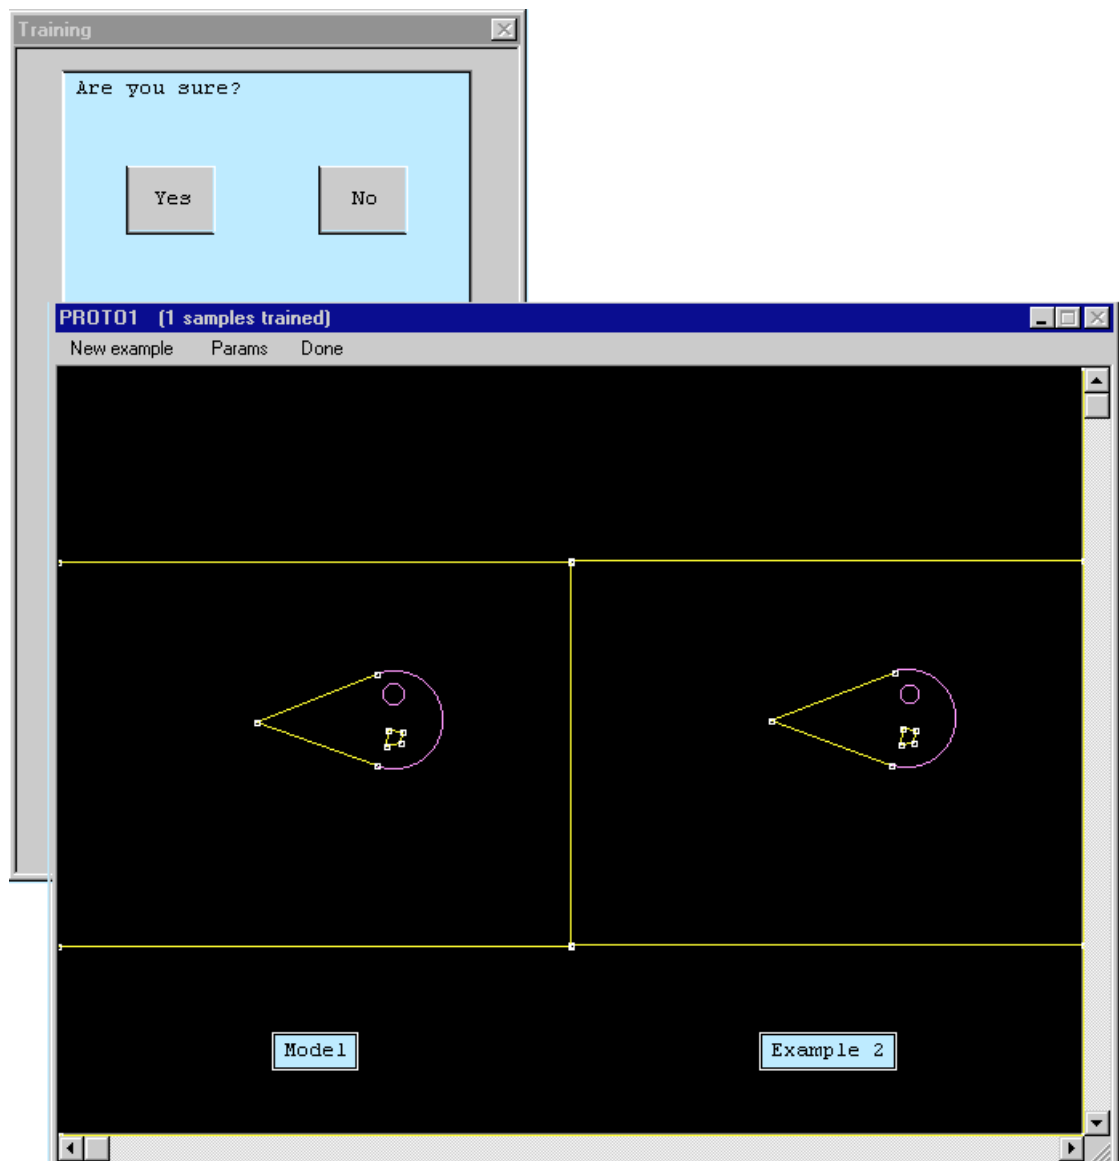 Training
Are you sure?
Yes No
PROTO1 (1 samples trained)
New example Params Done
Model Example 2